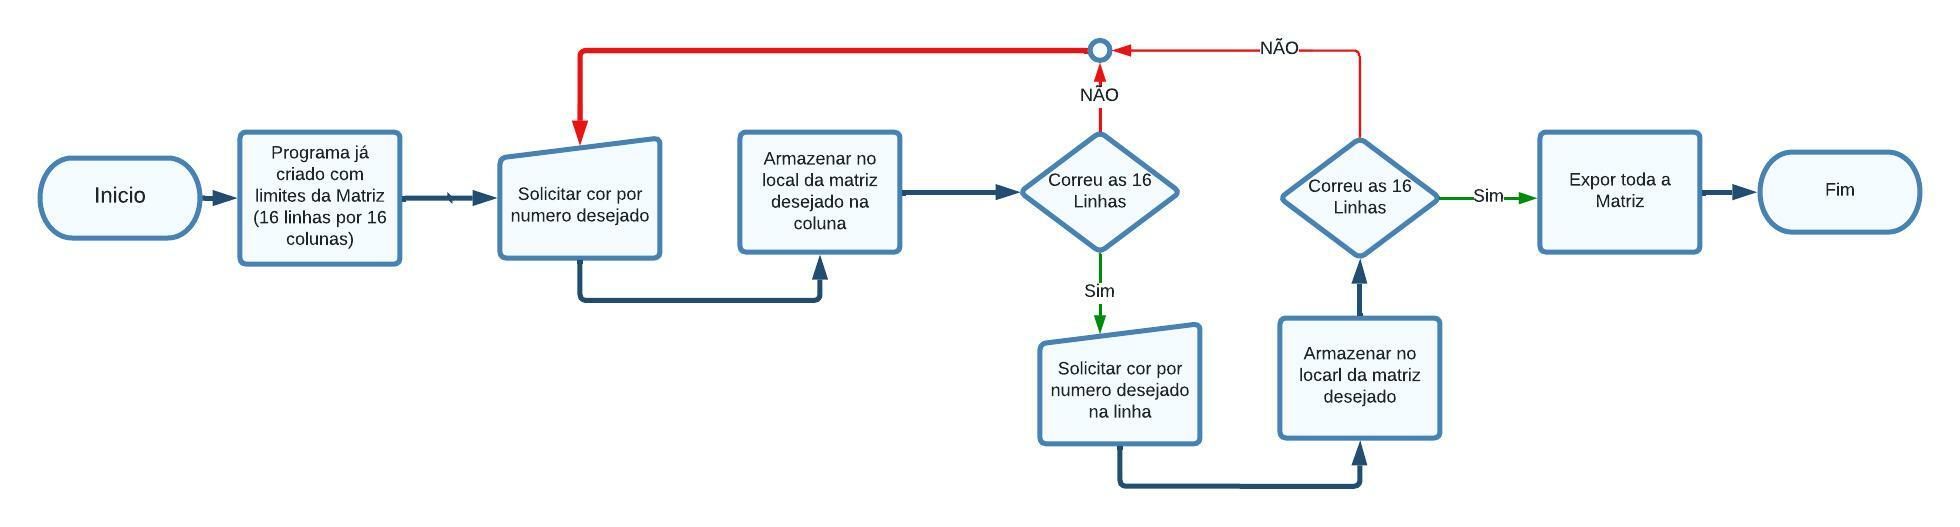 Inicio
Programa já
criado com
limites da Matriz
(16 linhas por 16
colunas)
Solicitar cor por
numero desejado
Armazenar no
local da matriz
desejado na
coluna
Correu as 16
Linhas
NÃO
Sim
Solicitar cor por
numero desejado
na linha
Armazenar no
locarl da matriz
desejado
Correu as 16
Linhas
NÃO
Sim
Expor toda a
Matriz
Fim